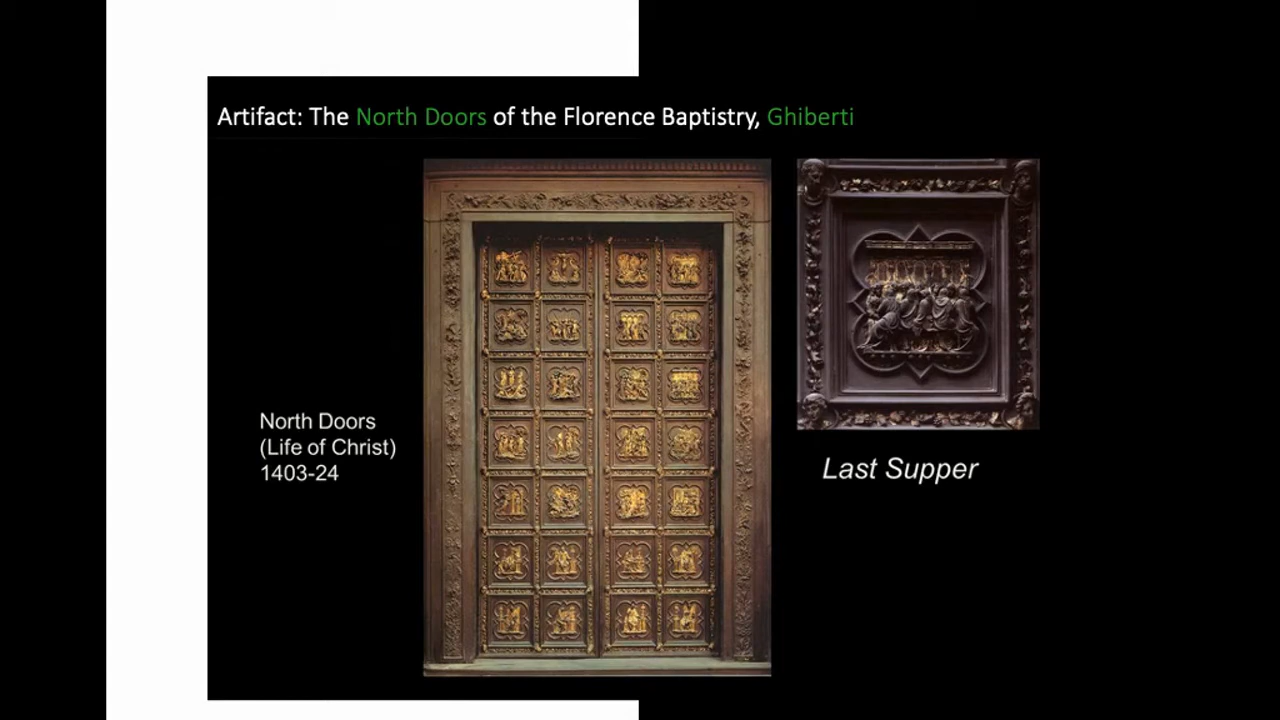 Artifact: The North Doors of the Florence Baptistry, Ghiberti
North Doors
(Life of Christ)
1403-24
Last Supper